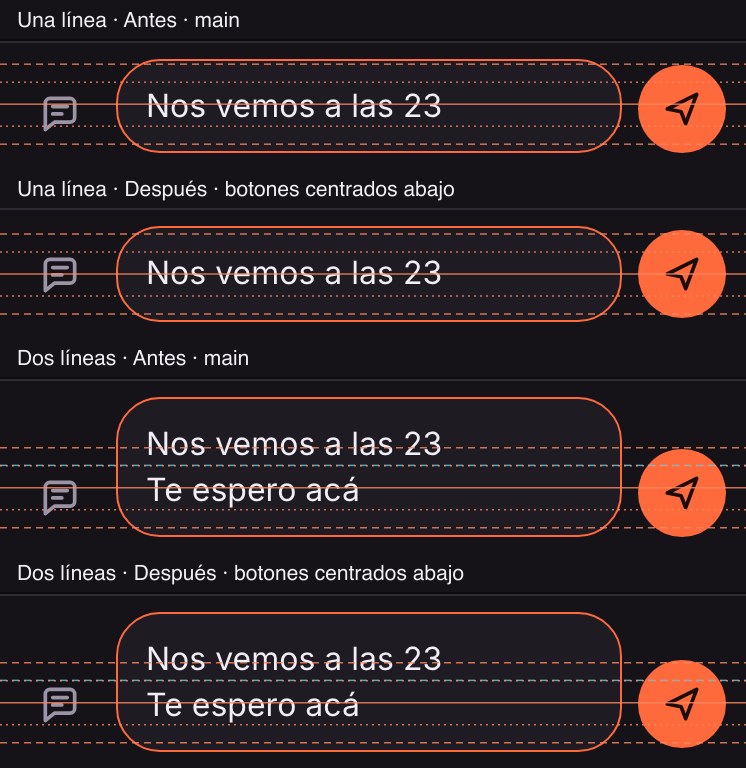 Una línea · Antes · main
Nos vemos a las 23
Una línea · Después · botones centrados abajo
Nos vemos a las 23
Dos líneas · Antes · main
Nos vemos a las 23
Te espero acá
Dos líneas · Después · botones centrados abajo
Nos vemos a las 23
Te espero acá